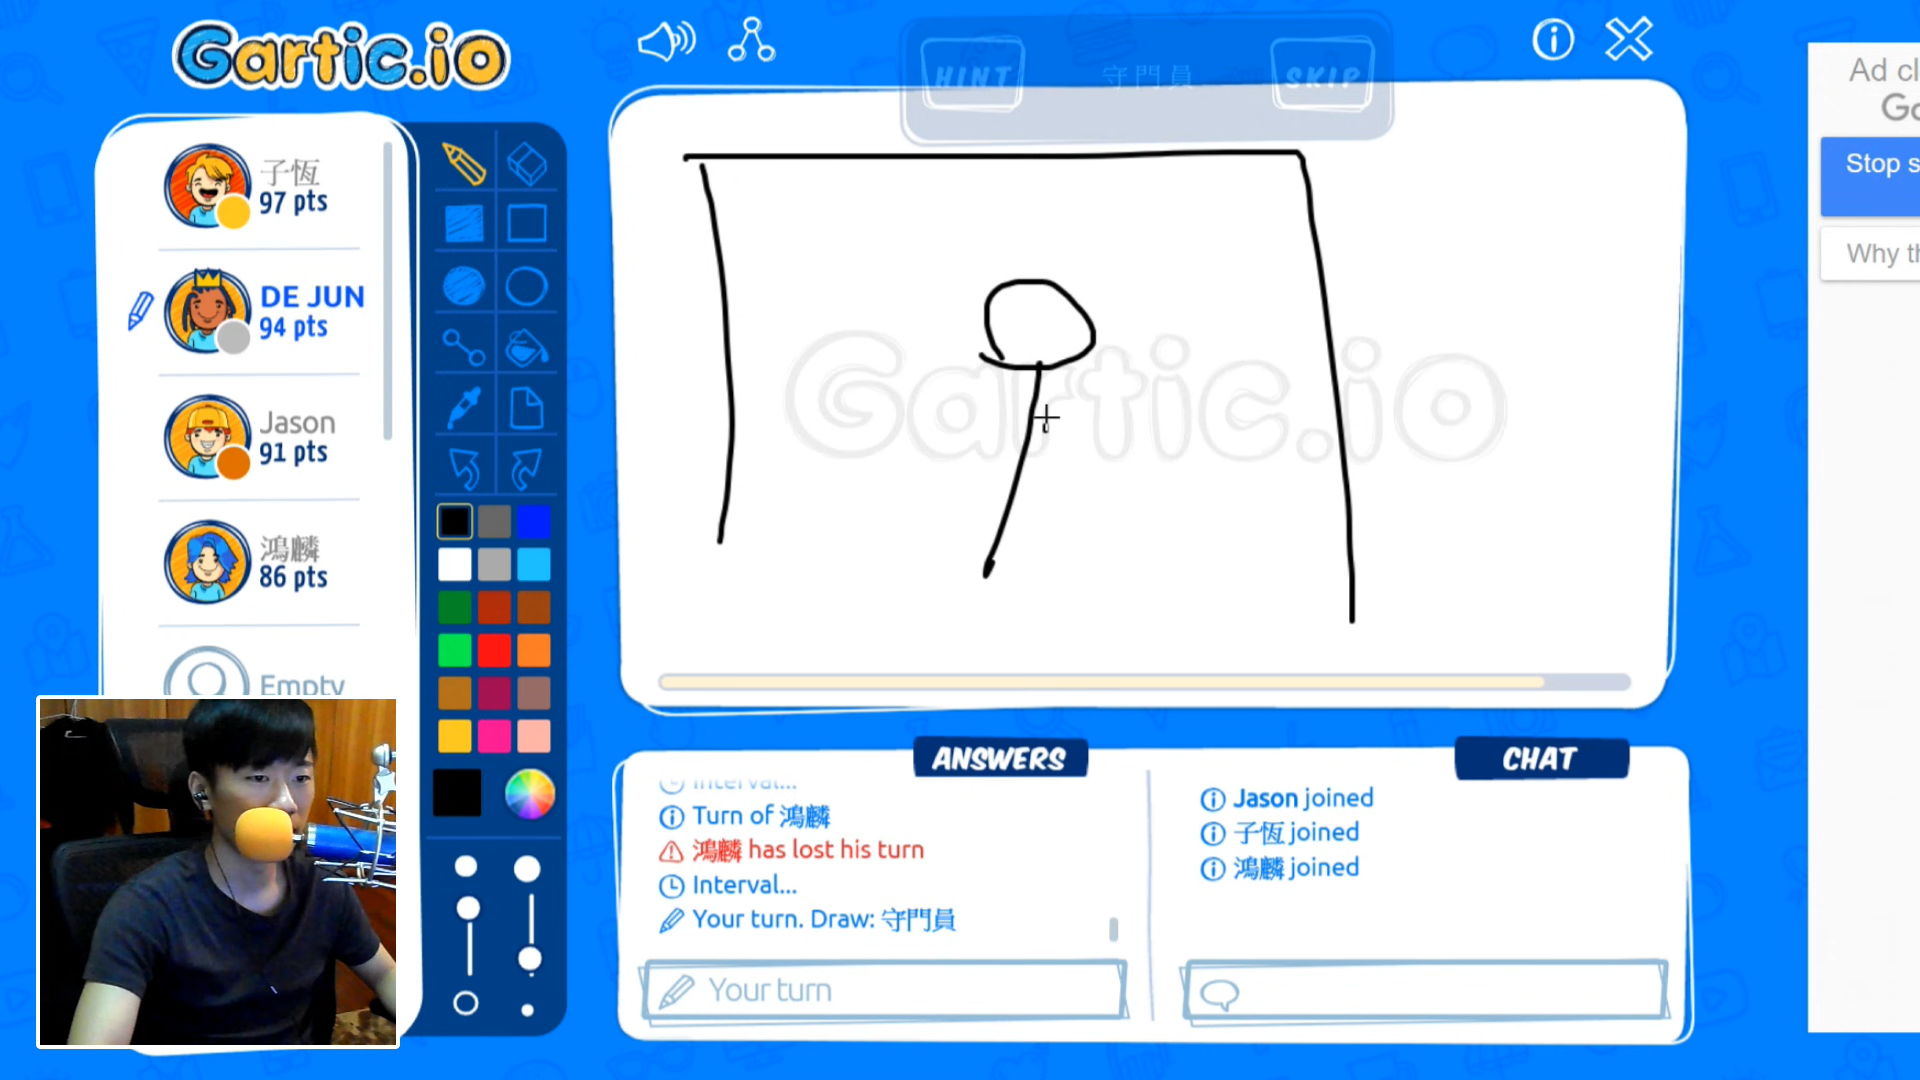 Gartic.io
HINT
守門員
SKIP
子恆
97 pts
DE JUN
94 pts
Jason
91 pts
鴻麟
86 pts
Empty
Gartic.io
ANSWERS
Interval...
Turn of 鴻麟
鴻麟 has lost his turn
Interval...
Your turn. Draw: 守門員
Your turn
CHAT
Jason joined
子恆 joined
鴻麟 joined
Ad cl
Go
Stop s
Why th